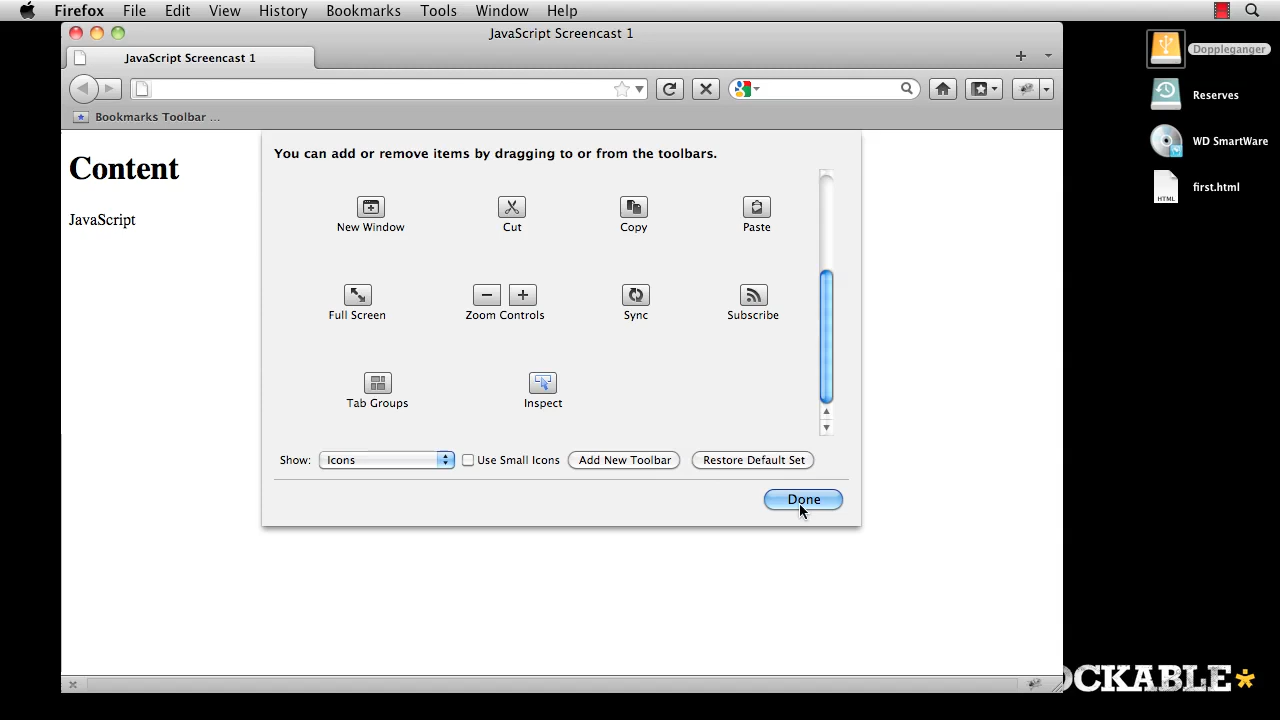 Firefox File Edit View History Bookmarks Tools Window Help
JavaScript Screencast 1
JavaScript Screencast 1
Doppleganger
Bookmarks Toolbar ...
Reserves
You can add or remove items by dragging to or from the toolbars.
WD SmartWare
Content
first.html
HTML
JavaScript
New Window Cut Copy Paste
Full Screen Zoom Controls Sync Subscribe
Tab Groups Inspect
Show: Icons Use Small Icons Add New Toolbar Restore Default Set
Done
OCKABLE*